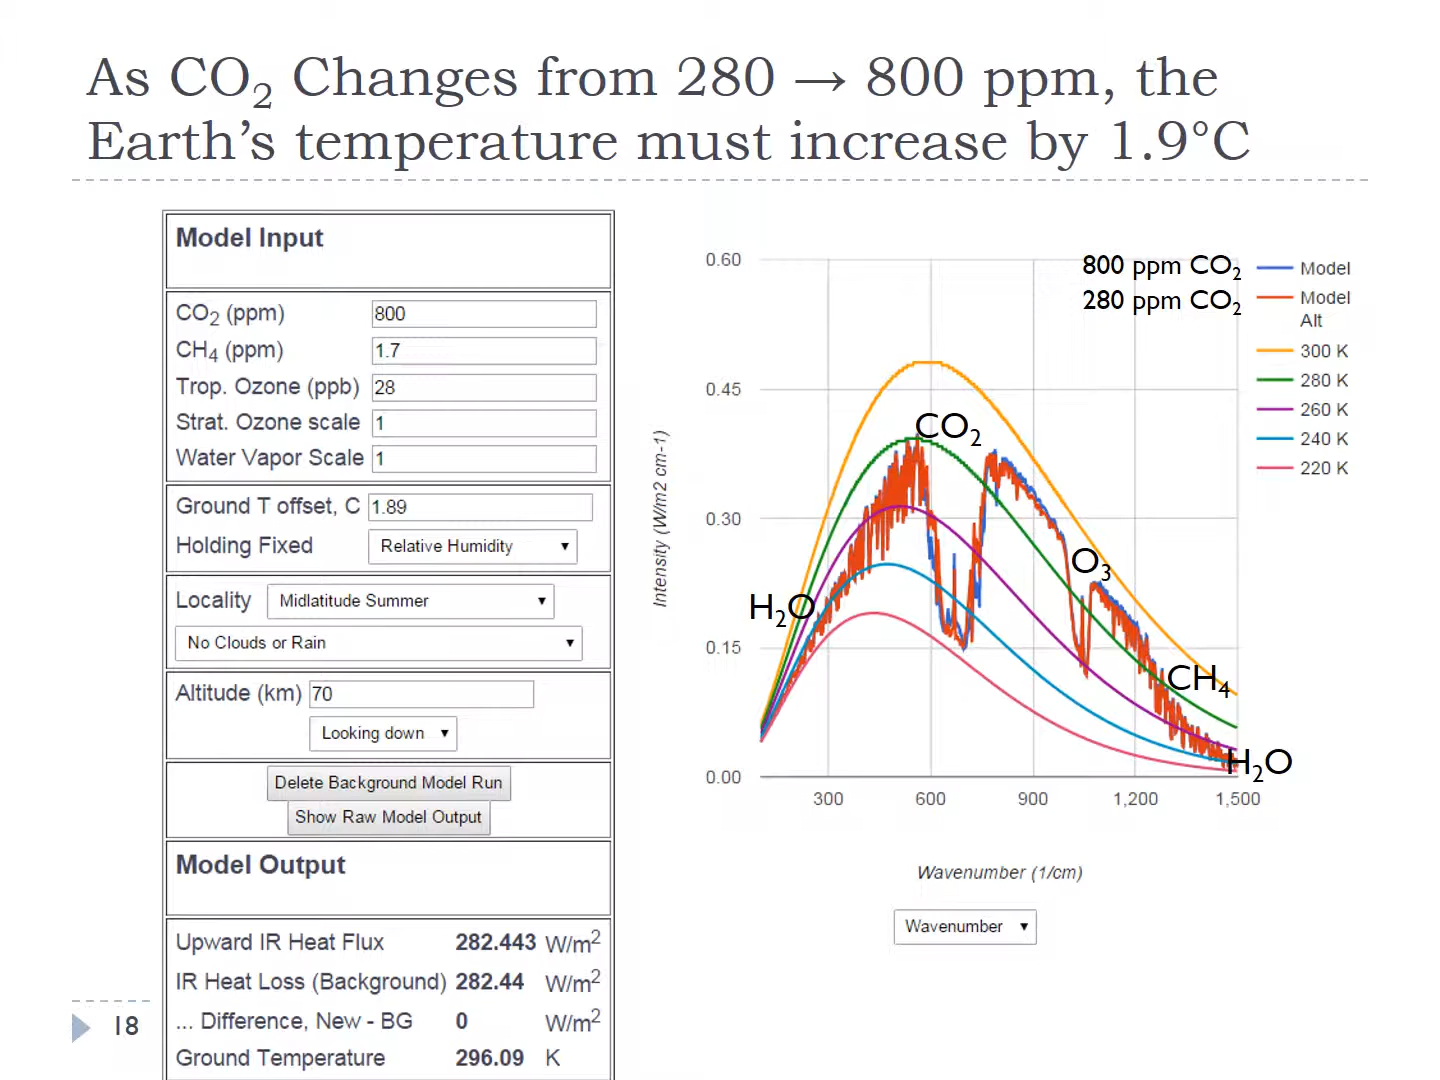 As CO₂ Changes from 280 → 800 ppm, the
Earth’s temperature must increase by 1.9°C
Model Input
CO₂ (ppm) 800
CH₄ (ppm) 1.7
Trop. Ozone (ppb) 28
Strat. Ozone scale 1
Water Vapor Scale 1
Ground T offset, C 1.89
Holding Fixed Relative Humidity
Locality Midlatitude Summer
No Clouds or Rain
Altitude (km) 70
Looking down
Delete Background Model Run
Show Raw Model Output
Model Output
Upward IR Heat Flux 282.443 W/m²
IR Heat Loss (Background) 282.44 W/m²
... Difference, New - BG 0 W/m²
Ground Temperature 296.09 K
Intensity (W/m2 cm-1)
0.60
0.45
0.30
0.15
0.00
300 600 900 1,200 1,500
Wavenumber (1/cm)
Wavenumber
800 ppm CO₂
280 ppm CO₂
Model
Model
Alt
300 K
280 K
260 K
240 K
220 K
CO₂
O₃
H₂O
CH₄
H₂O
18